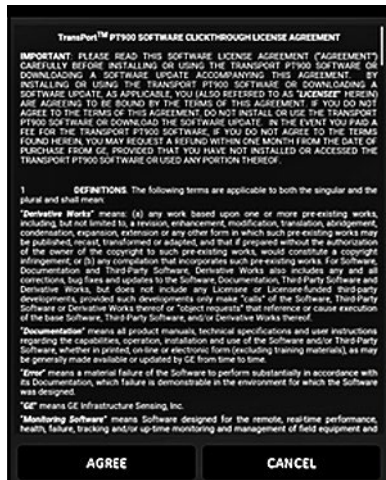 TransPort™ PT900 SOFTWARE CLICKTHROUGH LICENSE AGREEMENT
IMPORTANT: PLEASE READ THIS SOFTWARE LICENSE AGREEMENT ("AGREEMENT")
CAREFULLY BEFORE INSTALLING OR USING THE TRANSPORT PT900 SOFTWARE OR
DOWNLOADING A SOFTWARE UPDATE ACCOMPANYING THIS AGREEMENT. BY
INSTALLING OR USING THE TRANSPORT PT900 SOFTWARE OR DOWNLOADING A
SOFTWARE UPDATE, AS APPLICABLE, YOU (ALSO REFERRED TO AS "LICENSEE" HEREIN)
ARE AGREEING TO BE BOUND BY THE TERMS OF THIS AGREEMENT. IF YOU DO NOT
AGREE TO THE TERMS OF THIS AGREEMENT, DO NOT INSTALL OR USE THE TRANSPORT
PT900 SOFTWARE OR DOWNLOAD THE SOFTWARE UPDATE. IN THE EVENT YOU PAID A
FEE FOR THE TRANSPORT PT900 SOFTWARE, IF YOU DO NOT AGREE TO THE TERMS
FOUND HEREIN, YOU MAY REQUEST A REFUND WITHIN ONE MONTH FROM THE DATE OF
PURCHASE FROM GE, PROVIDED THAT YOU HAVE NOT INSTALLED OR ACCESSED THE
TRANSPORT PT900 SOFTWARE OR USED ANY PORTION THEREOF.
1 DEFINITIONS. The following terms are applicable to both the singular and the
plural and shall mean:
"Derivative Works" means: (a) any work based upon one or more pre-existing works,
including, but not limited to, a revision, enhancement, modification, translation, abridgement,
condensation, expansion, extension or any other form in which such pre-existing works may
be published, recast, transformed or adapted, and that if prepared without the authorization
of the owner of the copyright to such pre-existing works, would constitute a copyright
infringement; or (b) any compilation that incorporates such pre-existing works. For Software,
Documentation and Third-Party Software, Derivative Works also includes any and all
corrections, bug fixes and updates to the Software, Documentation, Third-Party Software and
Derivative Works, but does not include any Licensee or Licensee-funded third-party
developments, provided such developments only make "calls" of the Software, Third-Party
Software or Derivative Works thereof or "object requests" that reference or cause execution
of the base Software, Third-Party Software, and/or Derivative Works thereof.
"Documentation" means all product manuals, technical specifications and user instructions
regarding the capabilities, operation, installation and use of the Software and/or Third-Party
Software, whether in printed, on-line or electronic form (excluding training materials), as may
be generally made available or updated by GE from time to time.
"Error" means a material failure of the Software to perform substantially in accordance with
its Documentation, which failure is demonstrable in the environment for which the Software
was designed.
"GE" means GE Infrastructure Sensing, Inc.
"Monitoring Software" means Software designed for the remote, real-time performance,
health, failure, tracking and/or up-time monitoring and management of field equipment and
AGREE
CANCEL